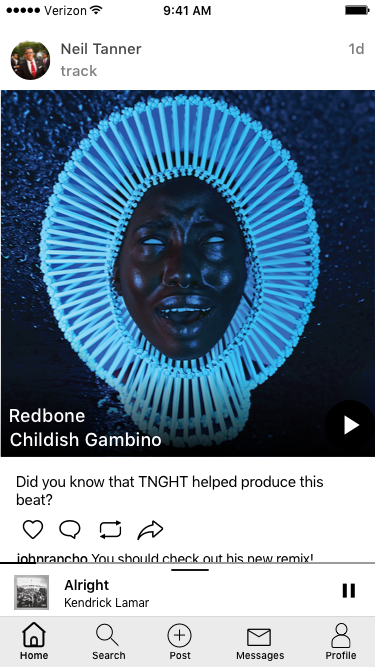 Verizon 9:41 AM
Neil Tanner 1d
track
Redbone
Childish Gambino
Did you know that TNGHT helped produce this
beat?
johnrancho You should check out his new remix!
Alright
Kendrick Lamar
Home Search Post Messages Profile